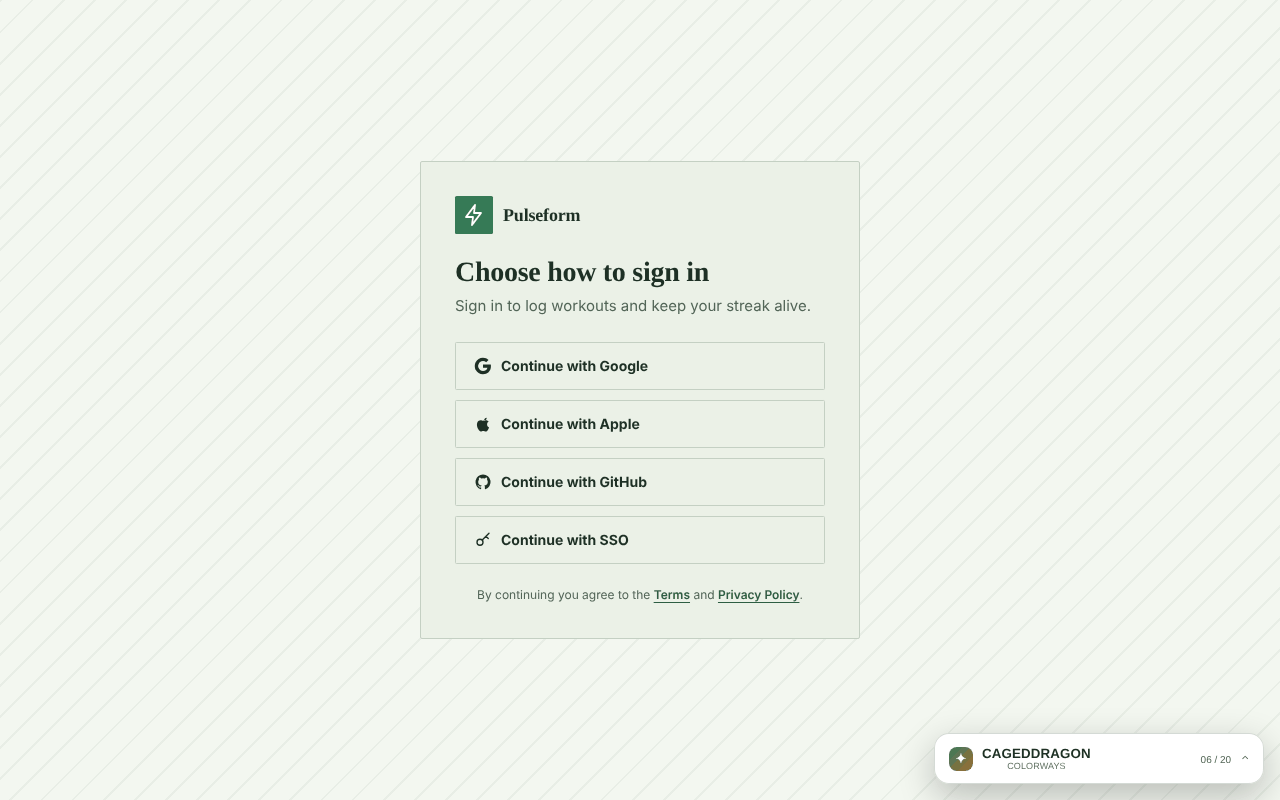 Pulseform
Choose how to sign in
Sign in to log workouts and keep your streak alive.
Continue with Google
Continue with Apple
Continue with GitHub
Continue with SSO
By continuing you agree to the Terms and Privacy Policy.
CAGEDDRAGON
COLORWAYS
06 / 20